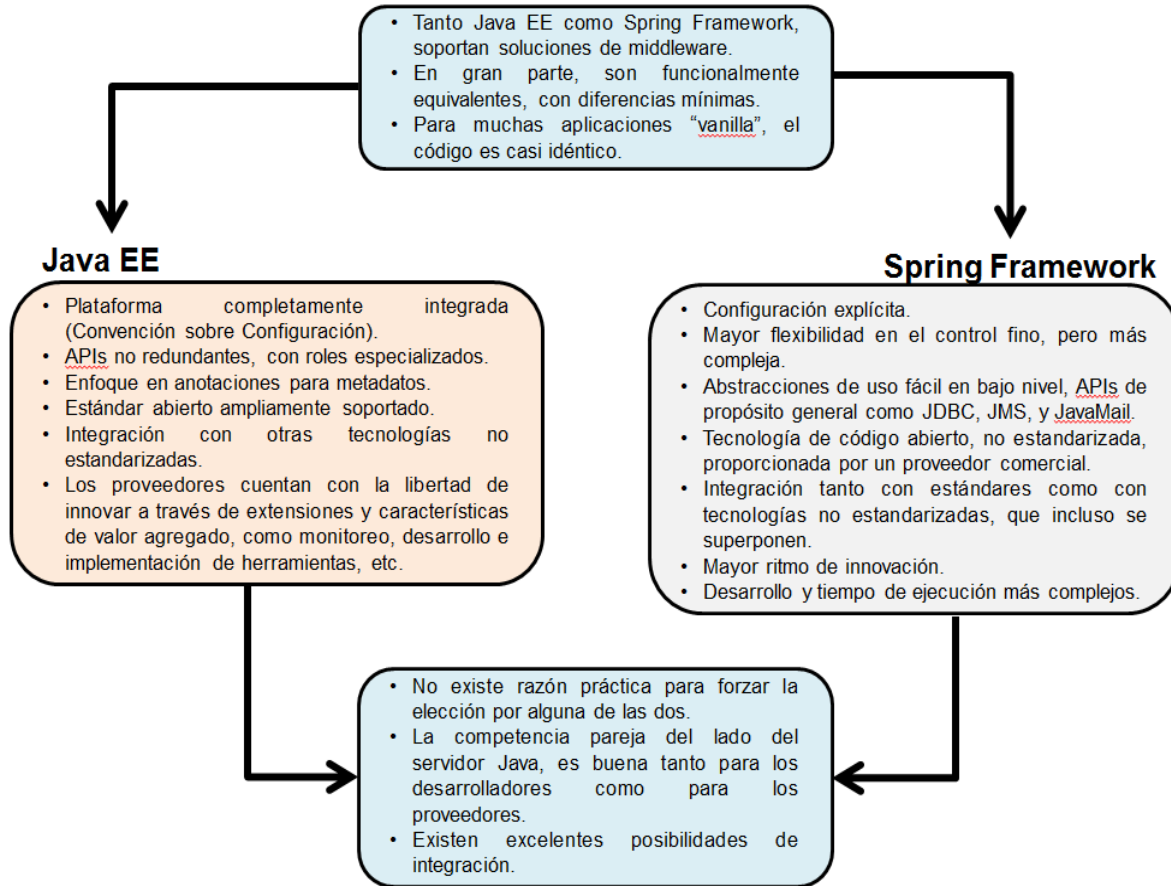 • Tanto Java EE como Spring Framework,
soportan soluciones de middleware.
• En gran parte, son funcionalmente
equivalentes, con diferencias mínimas.
• Para muchas aplicaciones “vanilla”, el
código es casi idéntico.
Java EE
• Plataforma completamente integrada
(Convención sobre Configuración).
• APIs no redundantes, con roles especializados.
• Enfoque en anotaciones para metadatos.
• Estándar abierto ampliamente soportado.
• Integración con otras tecnologías no
estandarizadas.
• Los proveedores cuentan con la libertad de
innovar a través de extensiones y características
de valor agregado, como monitoreo, desarrollo e
implementación de herramientas, etc.
Spring Framework
• Configuración explícita.
• Mayor flexibilidad en el control fino, pero más
compleja.
• Abstracciones de uso fácil en bajo nivel, APIs de
propósito general como JDBC, JMS, y JavaMail.
• Tecnología de código abierto, no estandarizada,
proporcionada por un proveedor comercial.
• Integración tanto con estándares como con
tecnologías no estandarizadas, que incluso se
superponen.
• Mayor ritmo de innovación.
• Desarrollo y tiempo de ejecución más complejos.
• No existe razón práctica para forzar la
elección por alguna de las dos.
• La competencia pareja del lado del
servidor Java, es buena tanto para los
desarrolladores como para los
proveedores.
• Existen excelentes posibilidades de
integración.